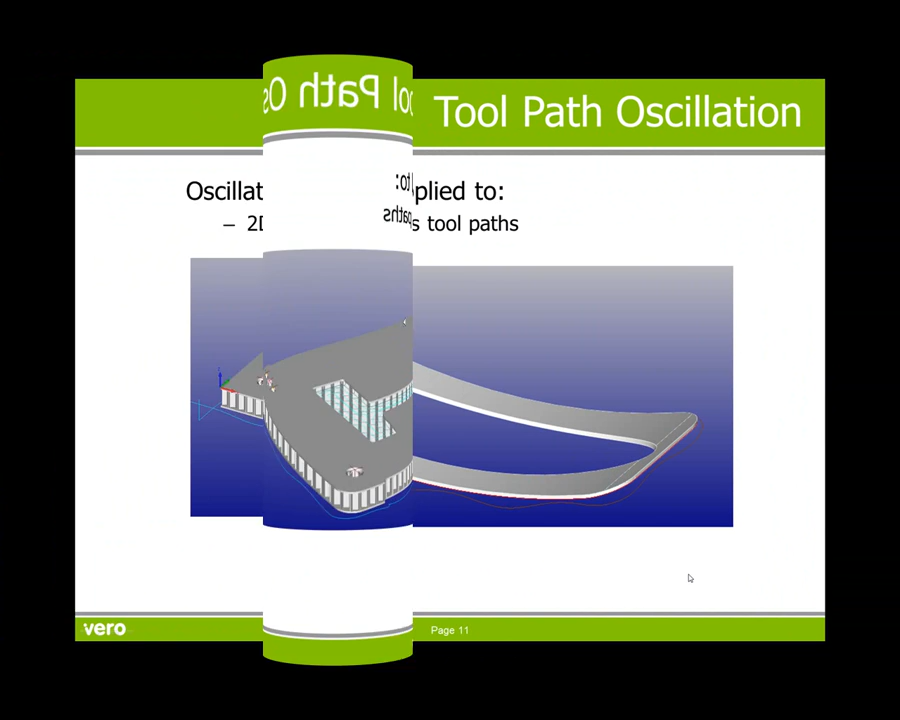 Tool Path Oscillation
Oscillat plied to:
– 2D s tool paths
vero
Page 11